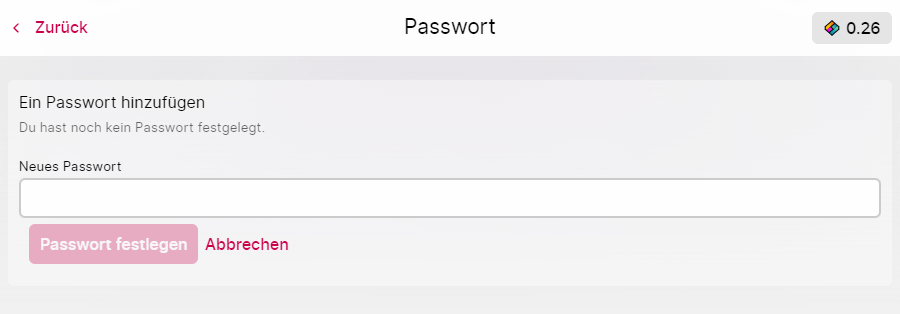 Zurück
Passwort
0.26
Ein Passwort hinzufügen
Du hast noch kein Passwort festgelegt.
Neues Passwort
Passwort festlegen Abbrechen